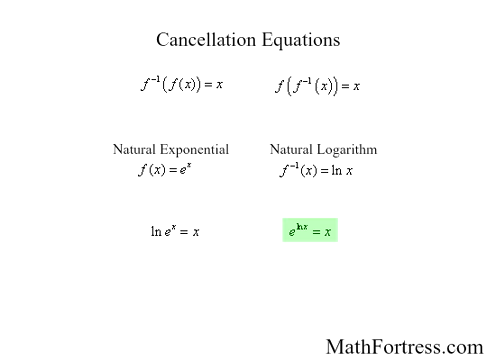 Cancellation Equations
f⁻¹(f(x)) = x
f(f⁻¹(x)) = x
Natural Exponential
f(x) = eˣ
Natural Logarithm
f⁻¹(x) = ln x
ln eˣ = x
e^(ln x) = x
MathFortress.com